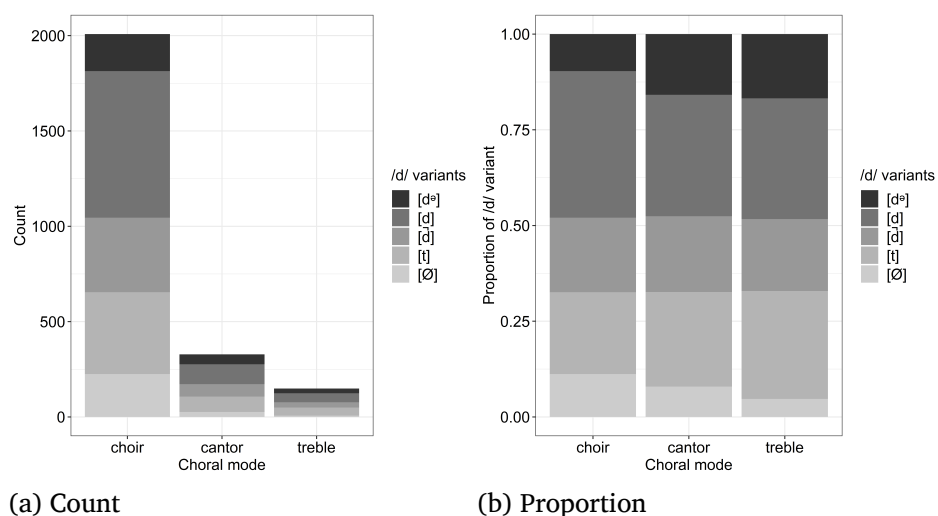 2000
1500
1000
500
0
Count
choir
cantor
treble
Choral mode
/d/ variants
[dᵊ]
[d]
[d̚]
[t]
[Ø]
1.00
0.75
0.50
0.25
0.00
Proportion of /d/ variant
choir
cantor
treble
Choral mode
/d/ variants
[dᵊ]
[d]
[d̚]
[t]
[Ø]
(a) Count
(b) Proportion